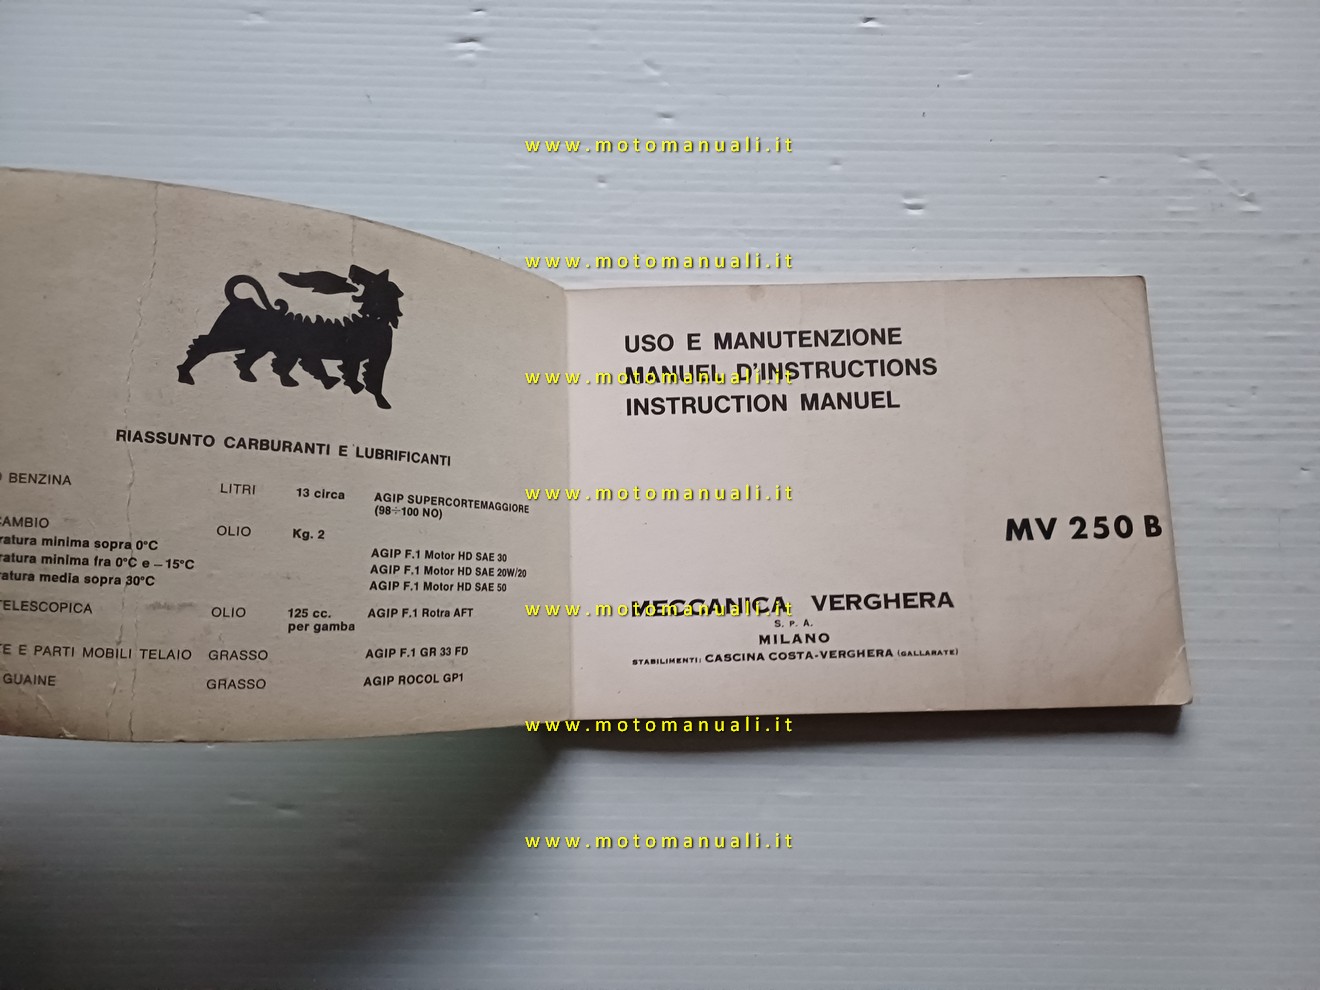 www.motomanuali.it
www.motomanuali.it
www.motomanuali.it
www.motomanuali.it
www.motomanuali.it
www.motomanuali.it
www.motomanuali.it
RIASSUNTO CARBURANTI E LUBRIFICANTI
BENZINA LITRI 13 circa AGIP SUPERCORTEMAGGIORE
(98÷100 NO)
CAMBIO OLIO Kg. 2
ratura minima sopra 0°C AGIP F.1 Motor HD SAE 30
ratura minima fra 0°C e –15°C AGIP F.1 Motor HD SAE 20W/20
ratura media sopra 30°C AGIP F.1 Motor HD SAE 50
TELESCOPICA OLIO 125 cc. AGIP F.1 Rotra AFT
per gamba
E E PARTI MOBILI TELAIO GRASSO AGIP F.1 GR 33 FD
GUAINE GRASSO AGIP ROCOL GP1
USO E MANUTENZIONE
MANUEL D'INSTRUCTIONS
INSTRUCTION MANUEL
MV 250 B
MECCANICA VERGHERA
S. P. A.
MILANO
STABILIMENTI: CASCINA COSTA-VERGHERA (GALLARATE)